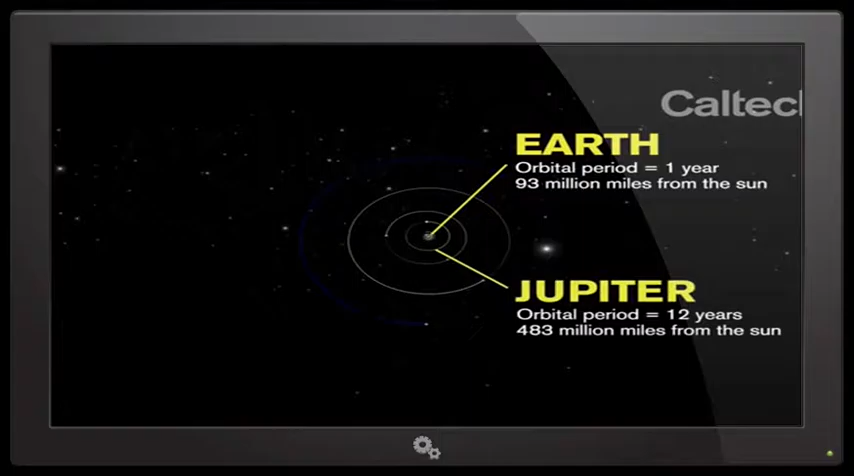 Caltech
EARTH
Orbital period = 1 year
93 million miles from the sun
JUPITER
Orbital period = 12 years
483 million miles from the sun